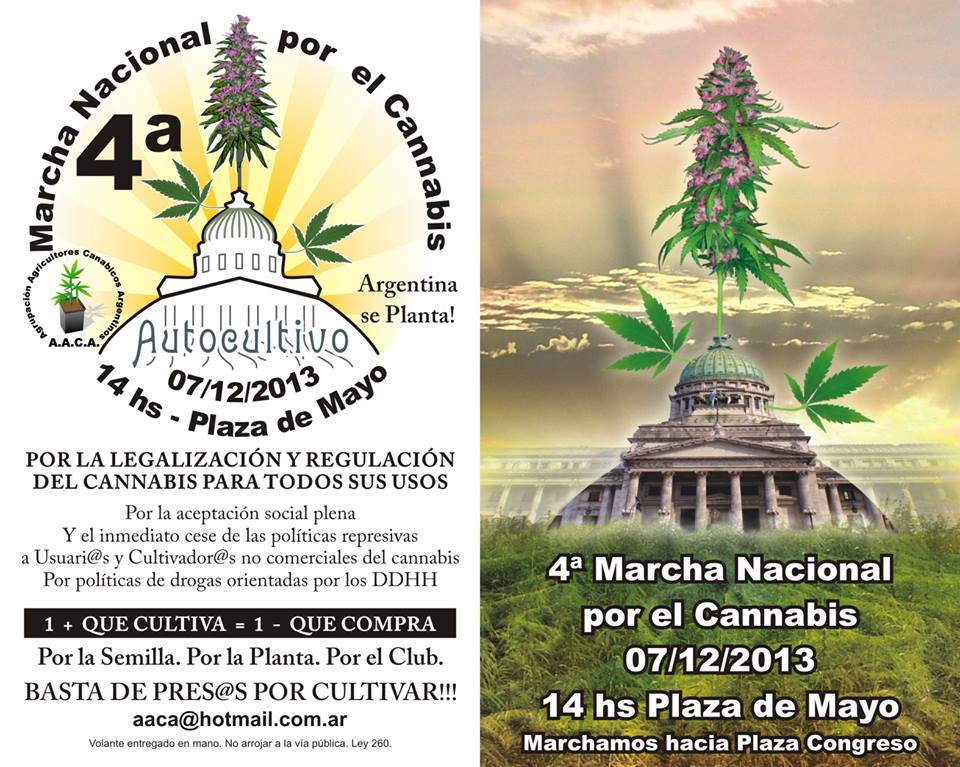 Marcha Nacional por el Cannabis
4ª
Agrupación Agricultores Canabicos Argentinos
A.A.C.A.
Argentina
se Planta!
Autocultivo
07/12/2013
14 hs - Plaza de Mayo
POR LA LEGALIZACIÓN Y REGULACIÓN
DEL CANNABIS PARA TODOS SUS USOS
Por la aceptación social plena
Y el inmediato cese de las políticas represivas
a Usuari@s y Cultivador@s no comerciales del cannabis
Por políticas de drogas orientadas por los DDHH
1 + QUE CULTIVA = 1 - QUE COMPRA
Por la Semilla. Por la Planta. Por el Club.
BASTA DE PRES@S POR CULTIVAR!!!
aaca@hotmail.com.ar
Volante entregado en mano. No arrojar a la vía pública. Ley 260.
4ª Marcha Nacional
por el Cannabis
07/12/2013
14 hs Plaza de Mayo
Marchamos hacia Plaza Congreso